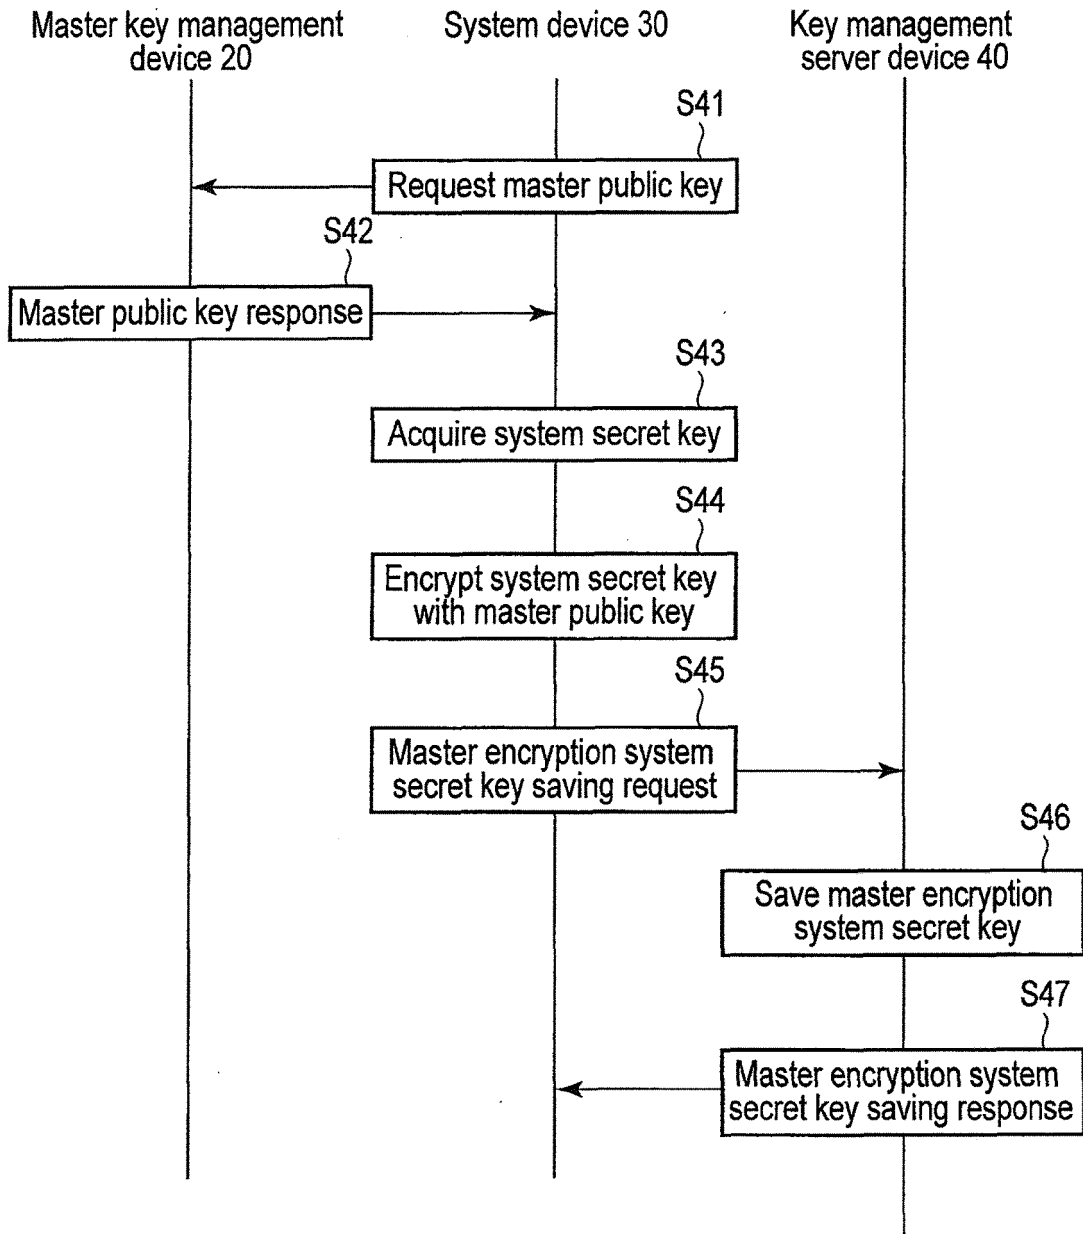 Master key management
device 20
System device 30
Key management
server device 40
S41
Request master public key
S42
Master public key response
S43
Acquire system secret key
S44
Encrypt system secret key
with master public key
S45
Master encryption system
secret key saving request
S46
Save master encryption
system secret key
S47
Master encryption system
secret key saving response